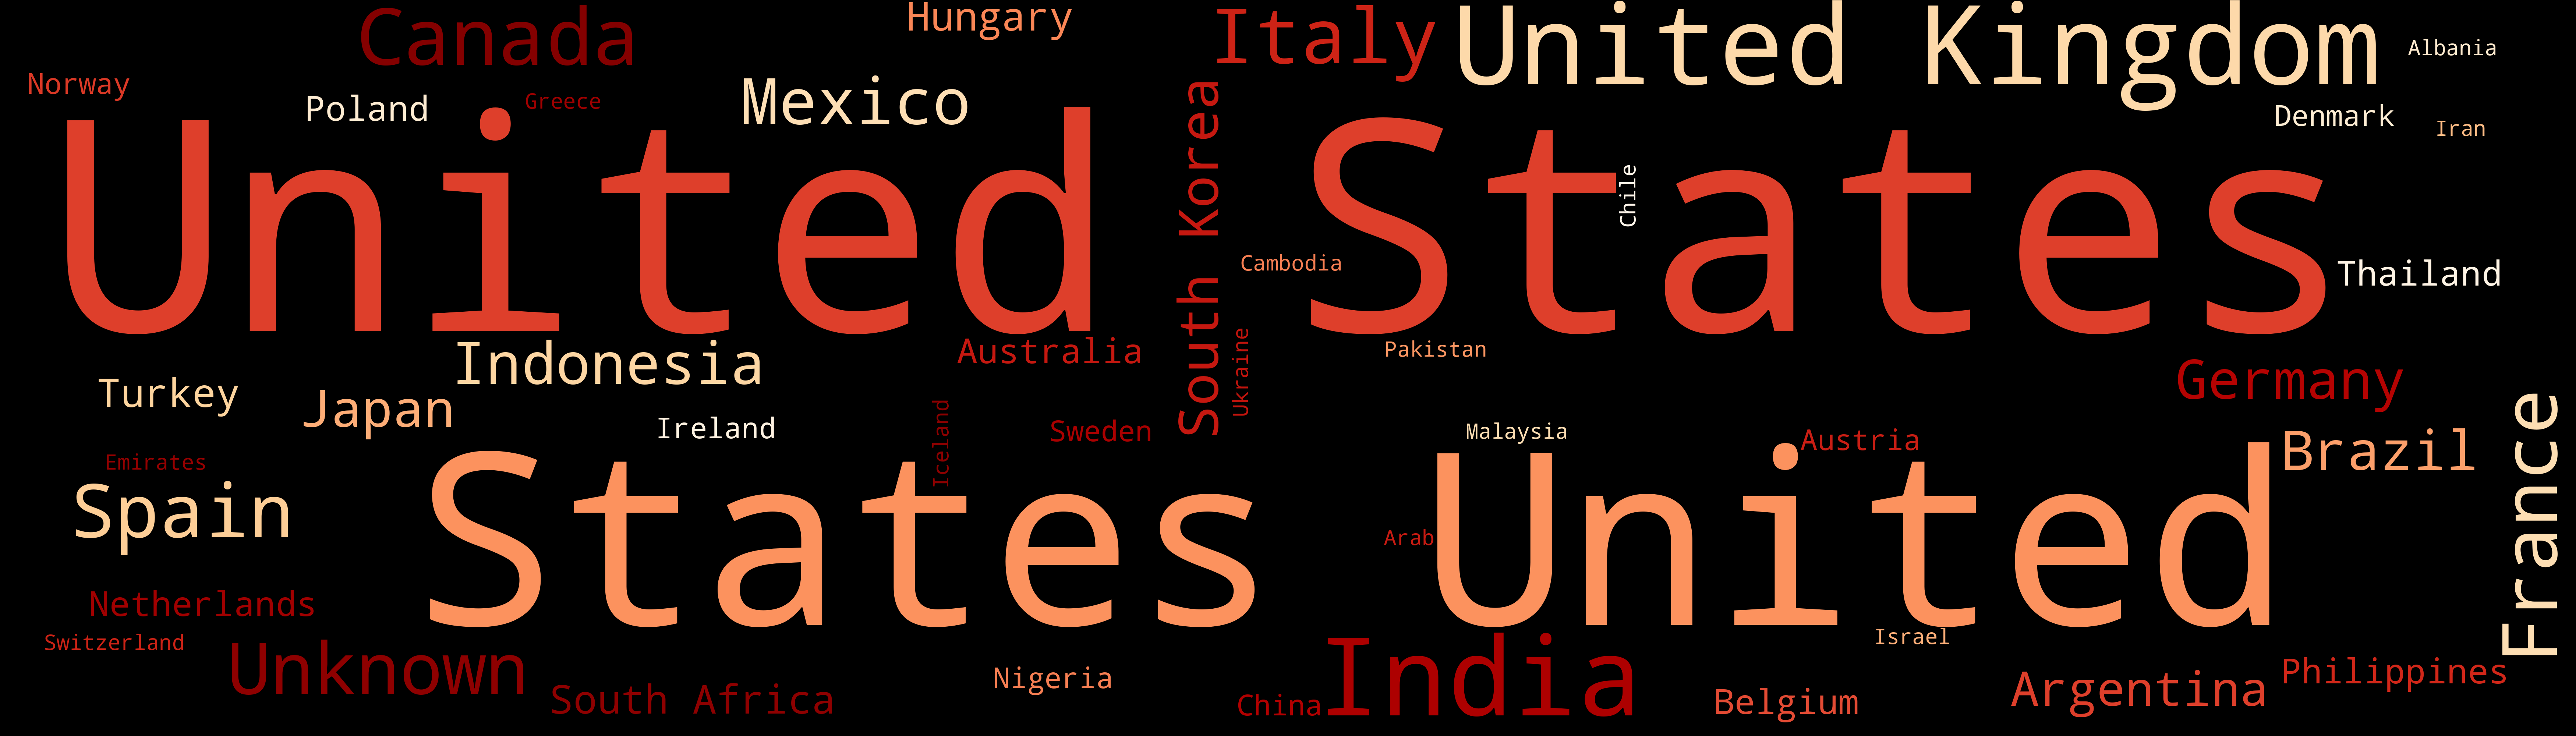 Canada
Hungary
Italy
United Kingdom
Albania
Norway
Poland
Greece
Mexico
South Korea
Denmark
Iran
United
States
Chile
Cambodia
Thailand
Ukraine
Pakistan
Indonesia
Australia
Turkey
Japan
Germany
Ireland
Iceland
Sweden
Malaysia
Austria
Brazil
France
Emirates
Spain
States
Arab
United
Netherlands
Switzerland
Unknown
Israel
South Africa
Nigeria
China
India
Belgium
Argentina
Philippines